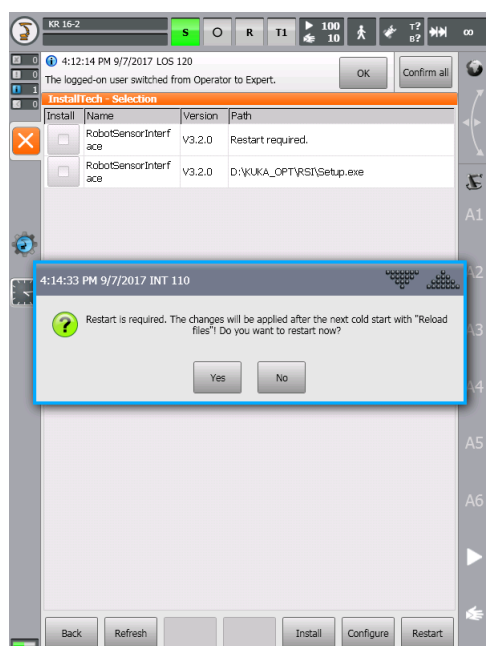 KR 16-2
S
O
R
T1
100
10
T?
B?
∞
0
0
1
0
4:12:14 PM 9/7/2017 LOS 120
The logged-on user switched from Operator to Expert.
OK
Confirm all
InstallTech - Selection
Install Name Version Path
RobotSensorInterf
ace
V3.2.0
Restart required.
RobotSensorInterf
ace
V3.2.0
D:\KUKA_OPT\RSI\Setup.exe
A1
A2
4:14:33 PM 9/7/2017 INT 110
Restart is required. The changes will be applied after the next cold start with "Reload
files"! Do you want to restart now?
Yes
No
A3
A4
A5
A6
Back
Refresh
Install
Configure
Restart